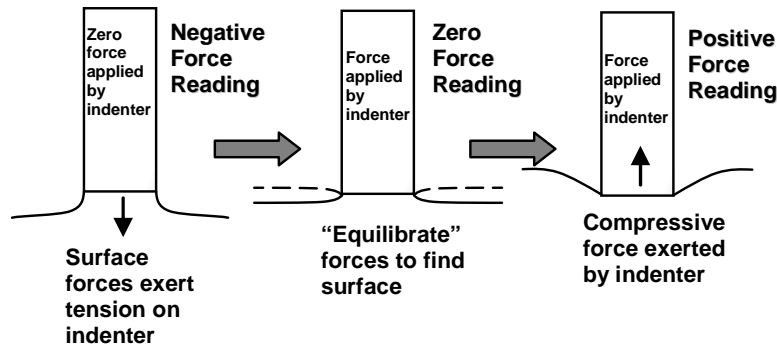 Zero
force
applied
by
indenter
Negative
Force
Reading
Surface
forces exert
tension on
indenter
Force
applied by
indenter
Zero
Force
Reading
“Equilibrate”
forces to find
surface
Force
applied by
indenter
Positive
Force
Reading
Compressive
force exerted
by indenter